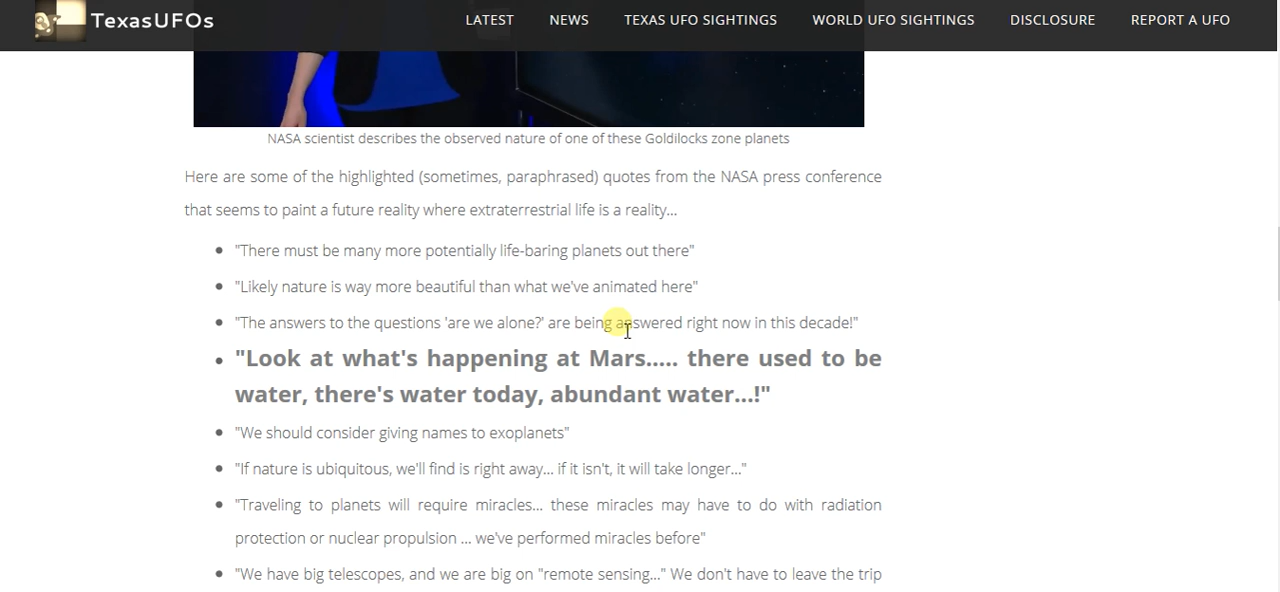 TexasUFOs
LATEST NEWS TEXAS UFO SIGHTINGS WORLD UFO SIGHTINGS DISCLOSURE REPORT A UFO
NASA scientist describes the observed nature of one of these Goldilocks zone planets
Here are some of the highlighted (sometimes, paraphrased) quotes from the NASA press conference
that seems to paint a future reality where extraterrestrial life is a reality...
"There must be many more potentially life-baring planets out there"
"Likely nature is way more beautiful than what we've animated here"
"The answers to the questions 'are we alone?' are being answered right now in this decade!"
"Look at what's happening at Mars..... there used to be
water, there's water today, abundant water...!"
"We should consider giving names to exoplanets"
"If nature is ubiquitous, we'll find is right away... if it isn't, it will take longer..."
"Traveling to planets will require miracles... these miracles may have to do with radiation
protection or nuclear propulsion ... we've performed miracles before"
"We have big telescopes, and we are big on "remote sensing..." We don't have to leave the trip